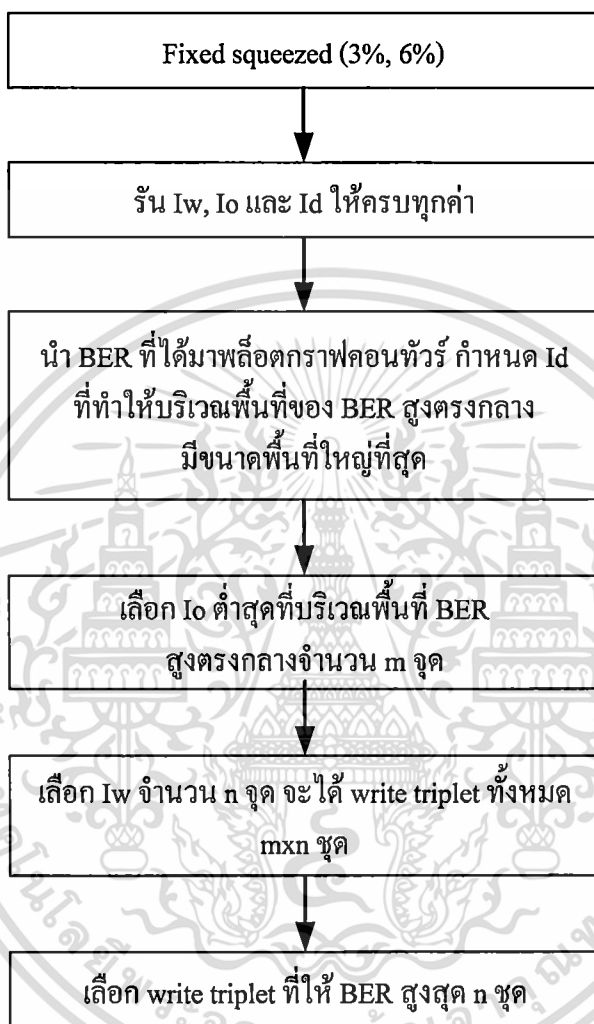 Fixed squeezed (3%, 6%)
รัน Iw, Io และ Id ให้ครบทุกค่า
นำ BER ที่ได้มาพล็อตกราฟคอนทัวร์ กำหนด Id
ที่ทำให้บริเวณพื้นที่ของ BER สูงตรงกลาง
มีขนาดพื้นที่ใหญ่ที่สุด
เลือก Io ต่ำสุดที่บริเวณพื้นที่ BER
สูงตรงกลางจำนวน m จุด
เลือก Iw จำนวน n จุด จะได้ write triplet ทั้งหมด
mxn ชุด
เลือก write triplet ที่ให้ BER สูงสุด n ชุด